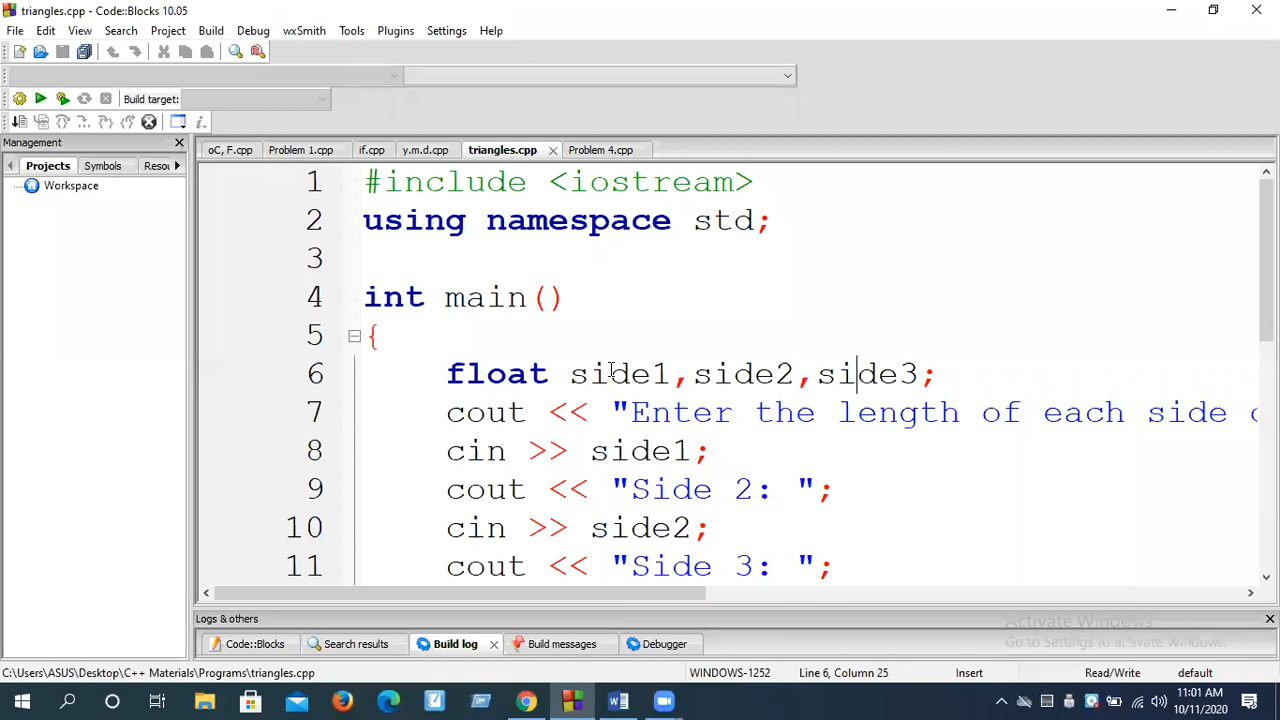 triangles.cpp - Code::Blocks 10.05
File Edit View Search Project Build Debug wxSmith Tools Plugins Settings Help
Build target:
Management
Projects Symbols Resou
Workspace
oC, F.cpp Problem 1.cpp if.cpp y.m.d.cpp triangles.cpp Problem 4.cpp
1 #include <iostream>
2 using namespace std;
3
4 int main()
5 {
6 float side1,side2,side3;
7 cout << "Enter the length of each side
8 cin >> side1;
9 cout << "Side 2: ";
10 cin >> side2;
11 cout << "Side 3: ";
Logs & others
Code::Blocks Search results Build log Build messages Debugger
Activate Windows
Go to Settings to activate Windows.
C:\Users\ASUS\Desktop\C++ Materials\Programs\triangles.cpp WINDOWS-1252 Line 6, Column 25 Insert Read/Write default
11:01 AM
10/11/2020